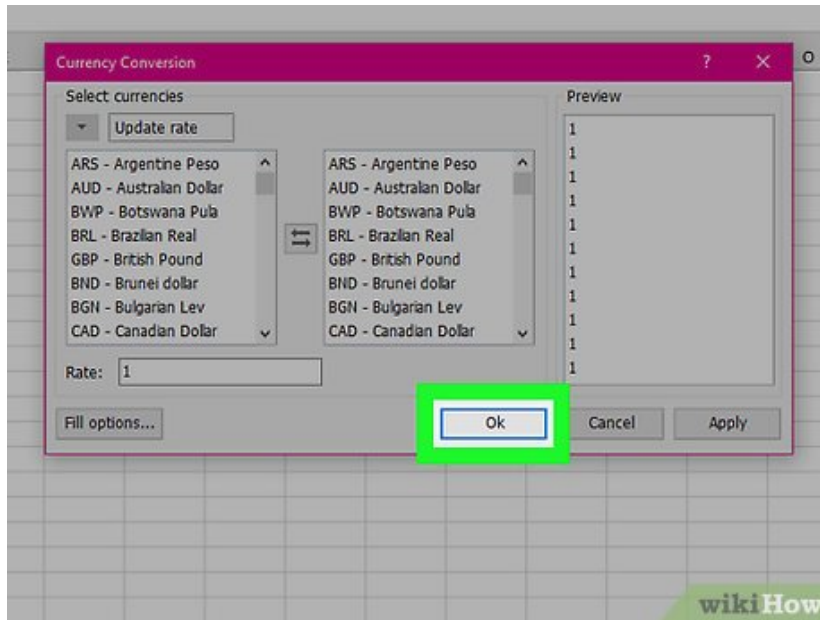 Currency Conversion ?
O
Select currencies
Update rate
ARS - Argentine Peso
AUD - Australian Dollar
BWP - Botswana Pula
BRL - Brazilian Real
GBP - British Pound
BND - Brunei dollar
BGN - Bulgarian Lev
CAD - Canadian Dollar
ARS - Argentine Peso
AUD - Australian Dollar
BWP - Botswana Pula
BRL - Brazilian Real
GBP - British Pound
BND - Brunei dollar
BGN - Bulgarian Lev
CAD - Canadian Dollar
Rate: 1
Preview
1
1
1
1
1
1
1
1
1
1
1
Fill options...
Ok
Cancel
Apply
wikiHow